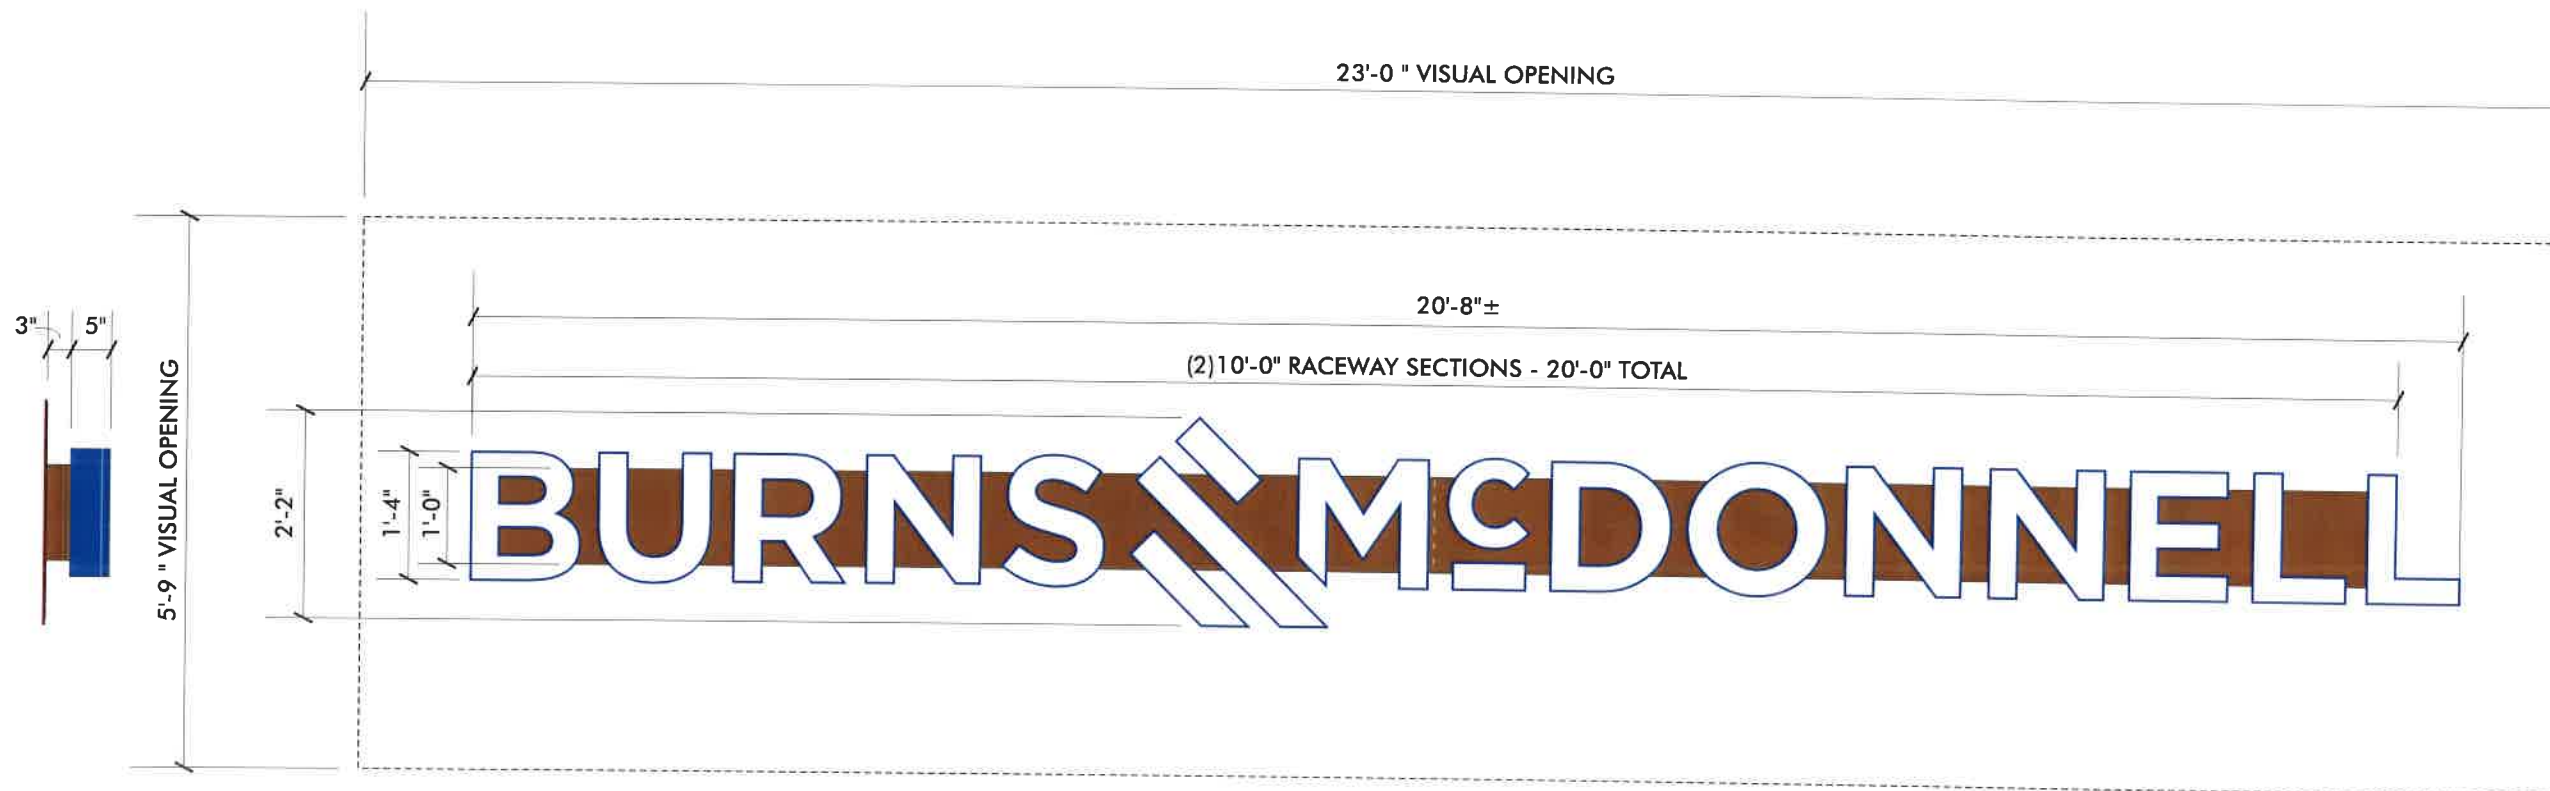 23'-0 " VISUAL OPENING
20'-8"±
(2)10'-0" RACEWAY SECTIONS - 20'-0" TOTAL
3"
5"
5'-9 " VISUAL OPENING
2'-2"
1'-4"
1'-0"
BURNS McDONNELL